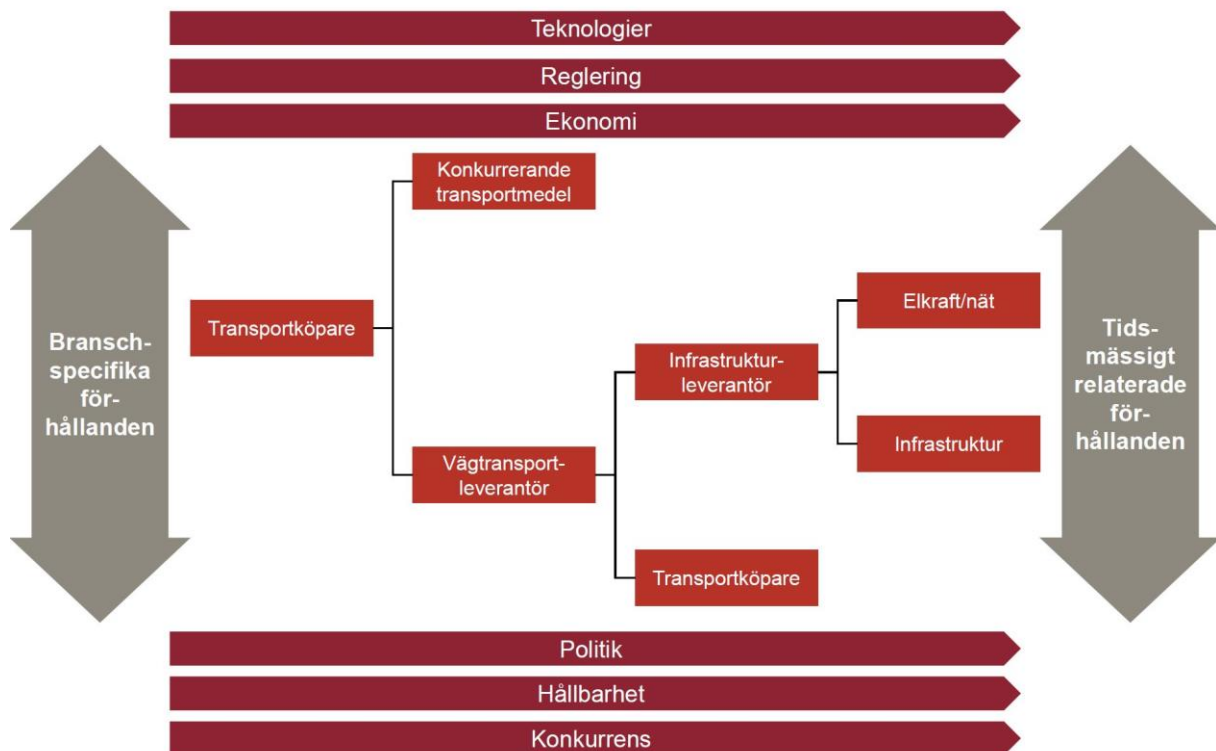 Teknologier
Reglering
Ekonomi
Bransch-
specifika
för-
hållanden
Transportköpare
Konkurrerande
transportmedel
Vägtransport-
leverantör
Infrastruktur-
leverantör
Transportköpare
Elkraft/nät
Infrastruktur
Tids-
mässigt
relaterade
för-
hållanden
Politik
Hållbarhet
Konkurrens